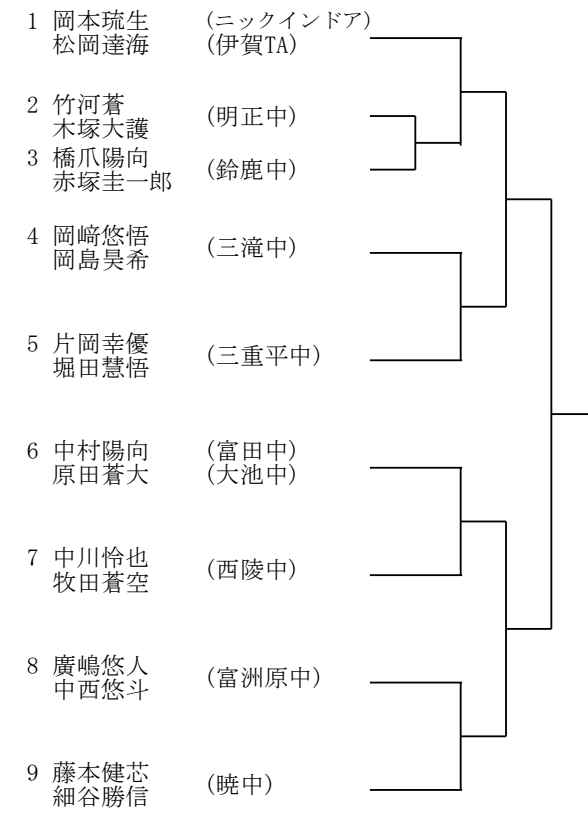 1 岡本琉生 (ニックインドア)
松岡達海 (伊賀TA)
2 竹河蒼
木塚大護 (明正中)
3 橋爪陽向
赤塚圭一郎 (鈴鹿中)
4 岡﨑悠悟
岡島昊希 (三滝中)
5 片岡幸優
堀田慧悟 (三重平中)
6 中村陽向 (富田中)
原田蒼大 (大池中)
7 中川怜也
牧田蒼空 (西陵中)
8 廣嶋悠人
中西悠斗 (富洲原中)
9 藤本健芯
細谷勝信 (暁中)